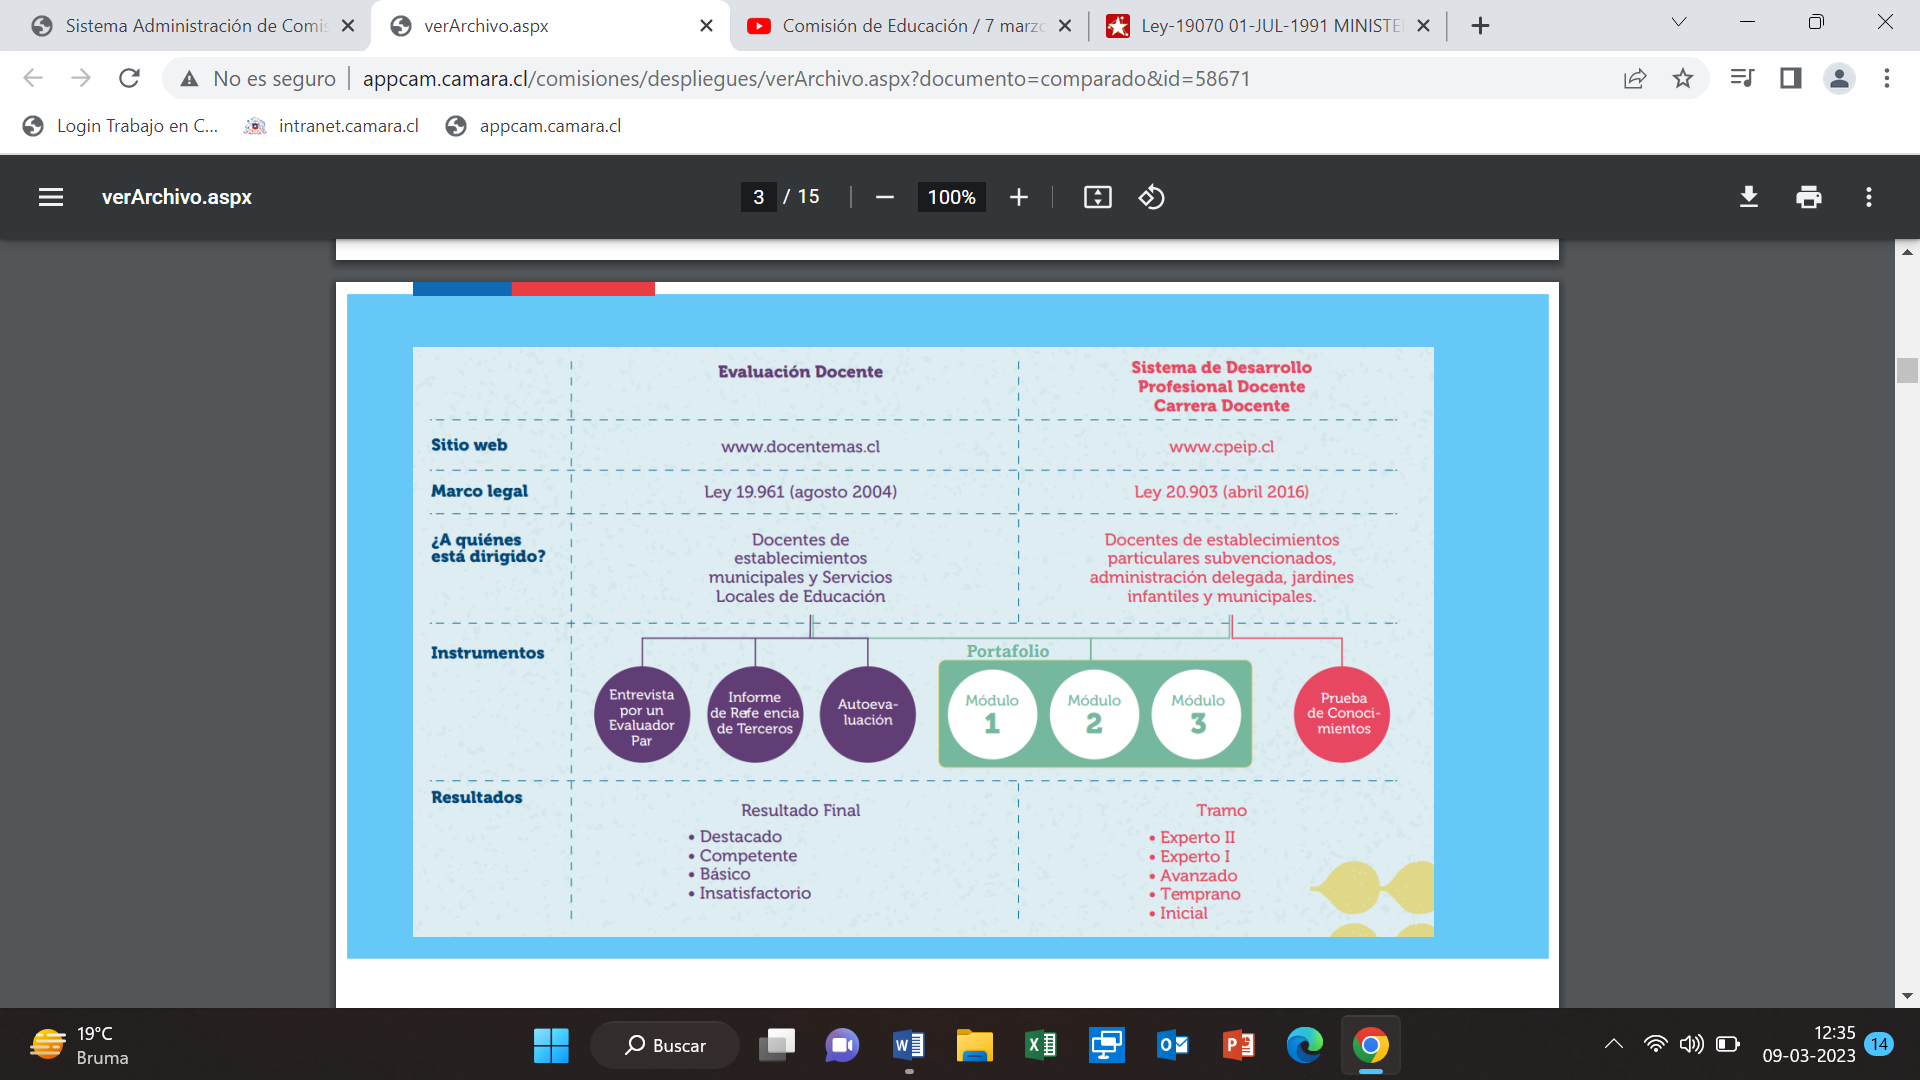 Sistema Administración de Comis
verArchivo.aspx
Comisión de Educación / 7 marzo
Ley-19070 01-JUL-1991 MINISTE
No es seguro
appcam.camara.cl/comisiones/despliegues/verArchivo.aspx?documento=comparado&id=58671
Login Trabajo en C...
intranet.camara.cl
appcam.camara.cl
verArchivo.aspx
3 / 15
100%
Evaluación Docente
Sistema de Desarrollo
Profesional Docente
Carrera Docente
Sitio web
www.docentemas.cl
www.cpeip.cl
Marco legal
Ley 19.961 (agosto 2004)
Ley 20.903 (abril 2016)
¿A quiénes
está dirigido?
Docentes de
establecimientos
municipales y Servicios
Locales de Educación
Docentes de establecimientos
particulares subvencionados,
administración delegada, jardines
infantiles y municipales.
Instrumentos
Entrevista
por un
Evaluador
Par
Informe
de Refe encia
de Terceros
Autoeva-
luación
Portafolio
Módulo
1
Módulo
2
Módulo
3
Prueba
de Conoci-
mientos
Resultados
Resultado Final
• Destacado
• Competente
• Básico
• Insatisfactorio
Tramo
• Experto II
• Experto I
• Avanzado
• Temprano
• Inicial
19°C
Bruma
Buscar
12:35
09-03-2023
14